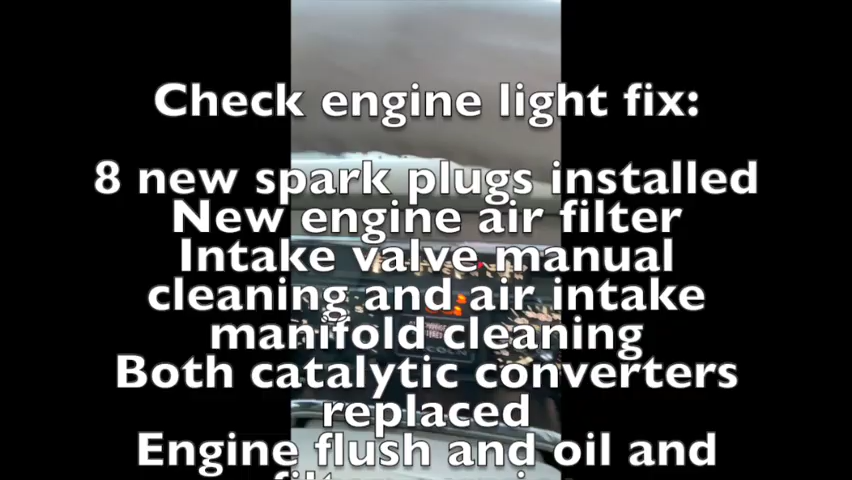 Check engine light fix:
8 new spark plugs installed
New engine air filter
Intake valve manual
cleaning and air intake
manifold cleaning
Both catalytic converters
replaced
Engine flush and oil and